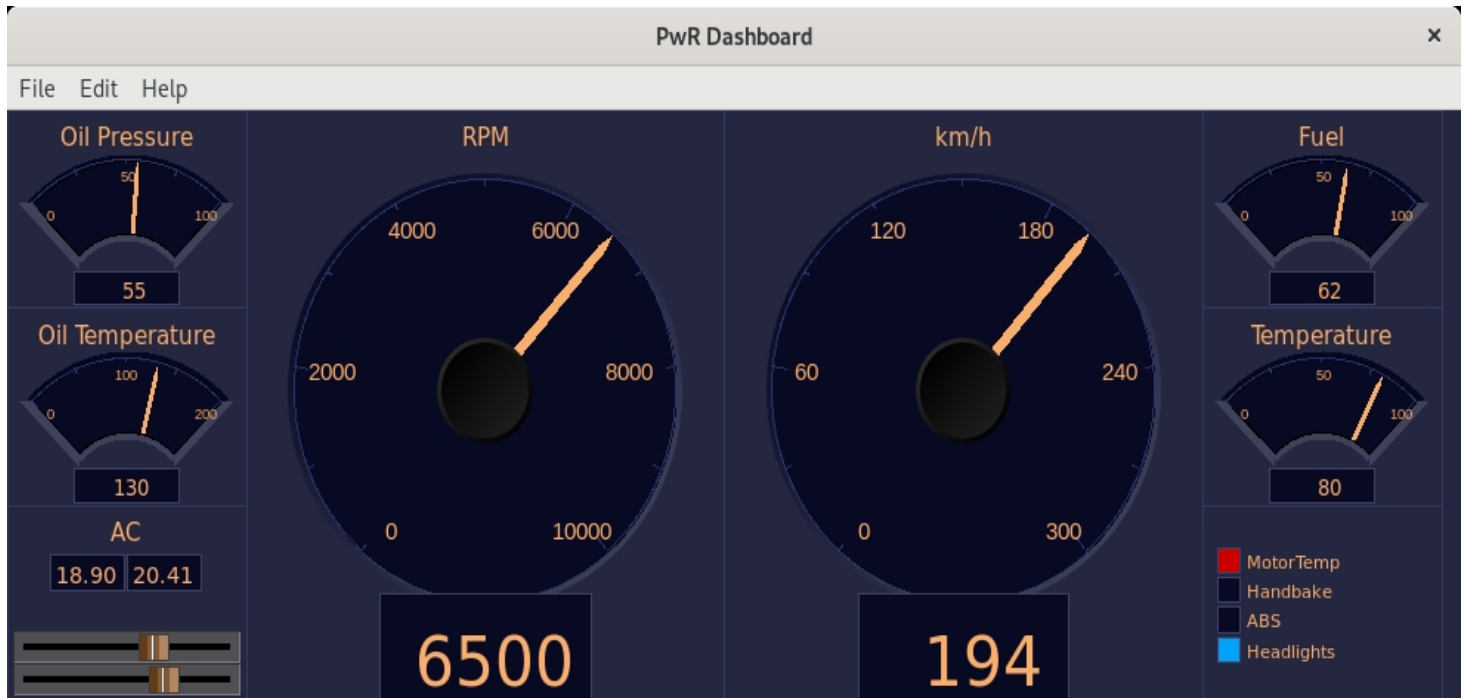 PwR Dashboard ×
File Edit Help
Oil Pressure
0 50 100
55
Oil Temperature
0 100 200
130
AC
18.90 20.41
RPM
0 2000 4000 6000 8000 10000
6500
km/h
0 60 120 180 240 300
194
Fuel
0 50 100
62
Temperature
0 50 100
80
MotorTemp
Handbake
ABS
Headlights